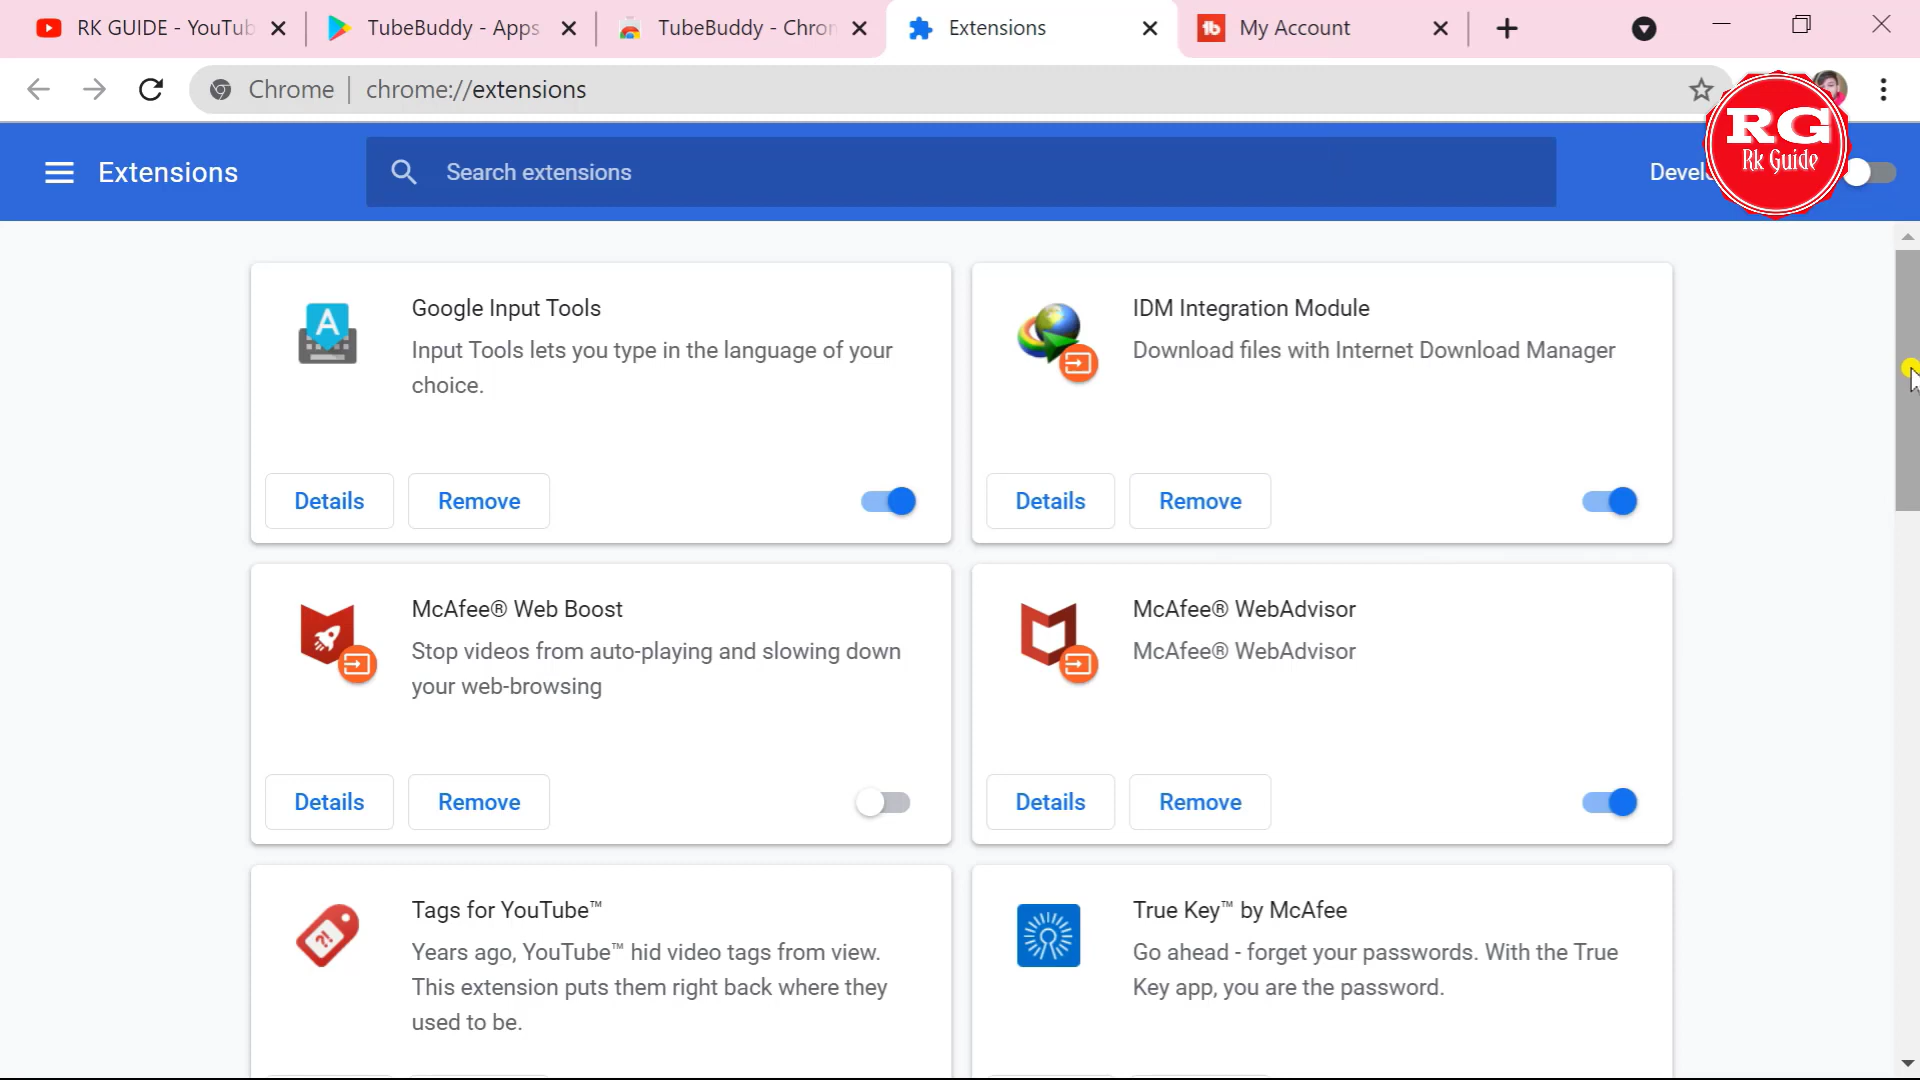 RK GUIDE - YouTub
TubeBuddy - Apps
TubeBuddy - Chron
Extensions
My Account
Chrome
chrome://extensions
Extensions
Search extensions
Devel
RG
Rk Guide
Google Input Tools
Input Tools lets you type in the language of your
choice.
Details
Remove
IDM Integration Module
Download files with Internet Download Manager
Details
Remove
McAfee® Web Boost
Stop videos from auto-playing and slowing down
your web-browsing
Details
Remove
McAfee® WebAdvisor
McAfee® WebAdvisor
Details
Remove
Tags for YouTube™
Years ago, YouTube™ hid video tags from view.
This extension puts them right back where they
used to be.
True Key™ by McAfee
Go ahead - forget your passwords. With the True
Key app, you are the password.